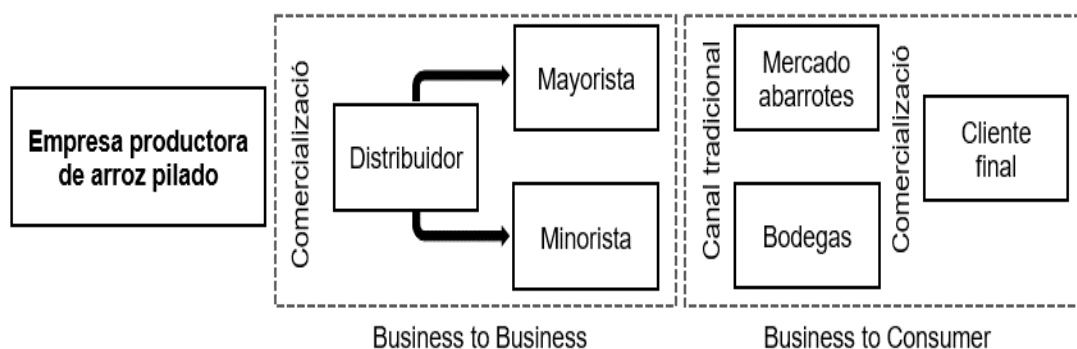 Empresa productora
de arroz pilado
Comercializació
Distribuidor
Mayorista
Minorista
Business to Business
Canal tradicional
Mercado
abarrotes
Bodegas
Comercializació
Cliente
final
Business to Consumer